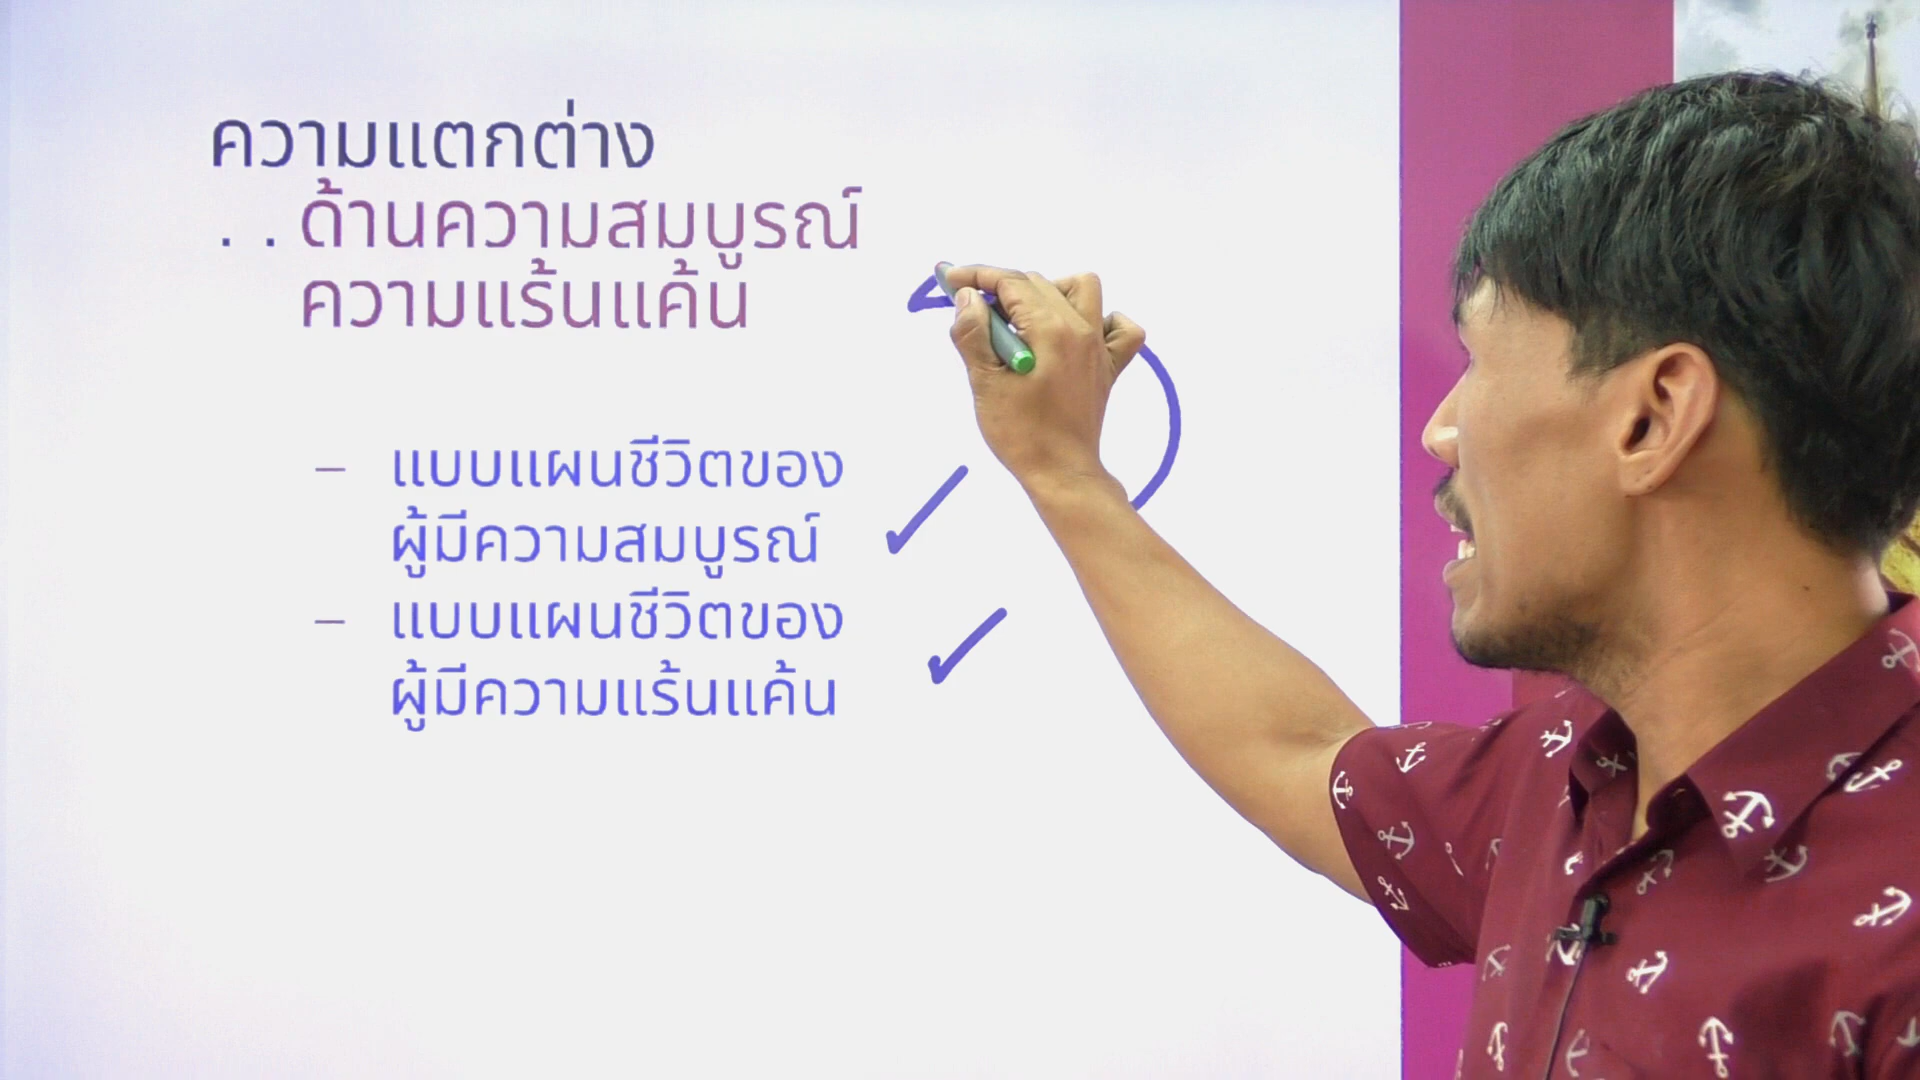 ความแตกต่าง
. . ด้านความสมบูรณ์
ความแร้นแค้น
– แบบแผนชีวิตของ
ผู้มีความสมบูรณ์
– แบบแผนชีวิตของ
ผู้มีความแร้นแค้น